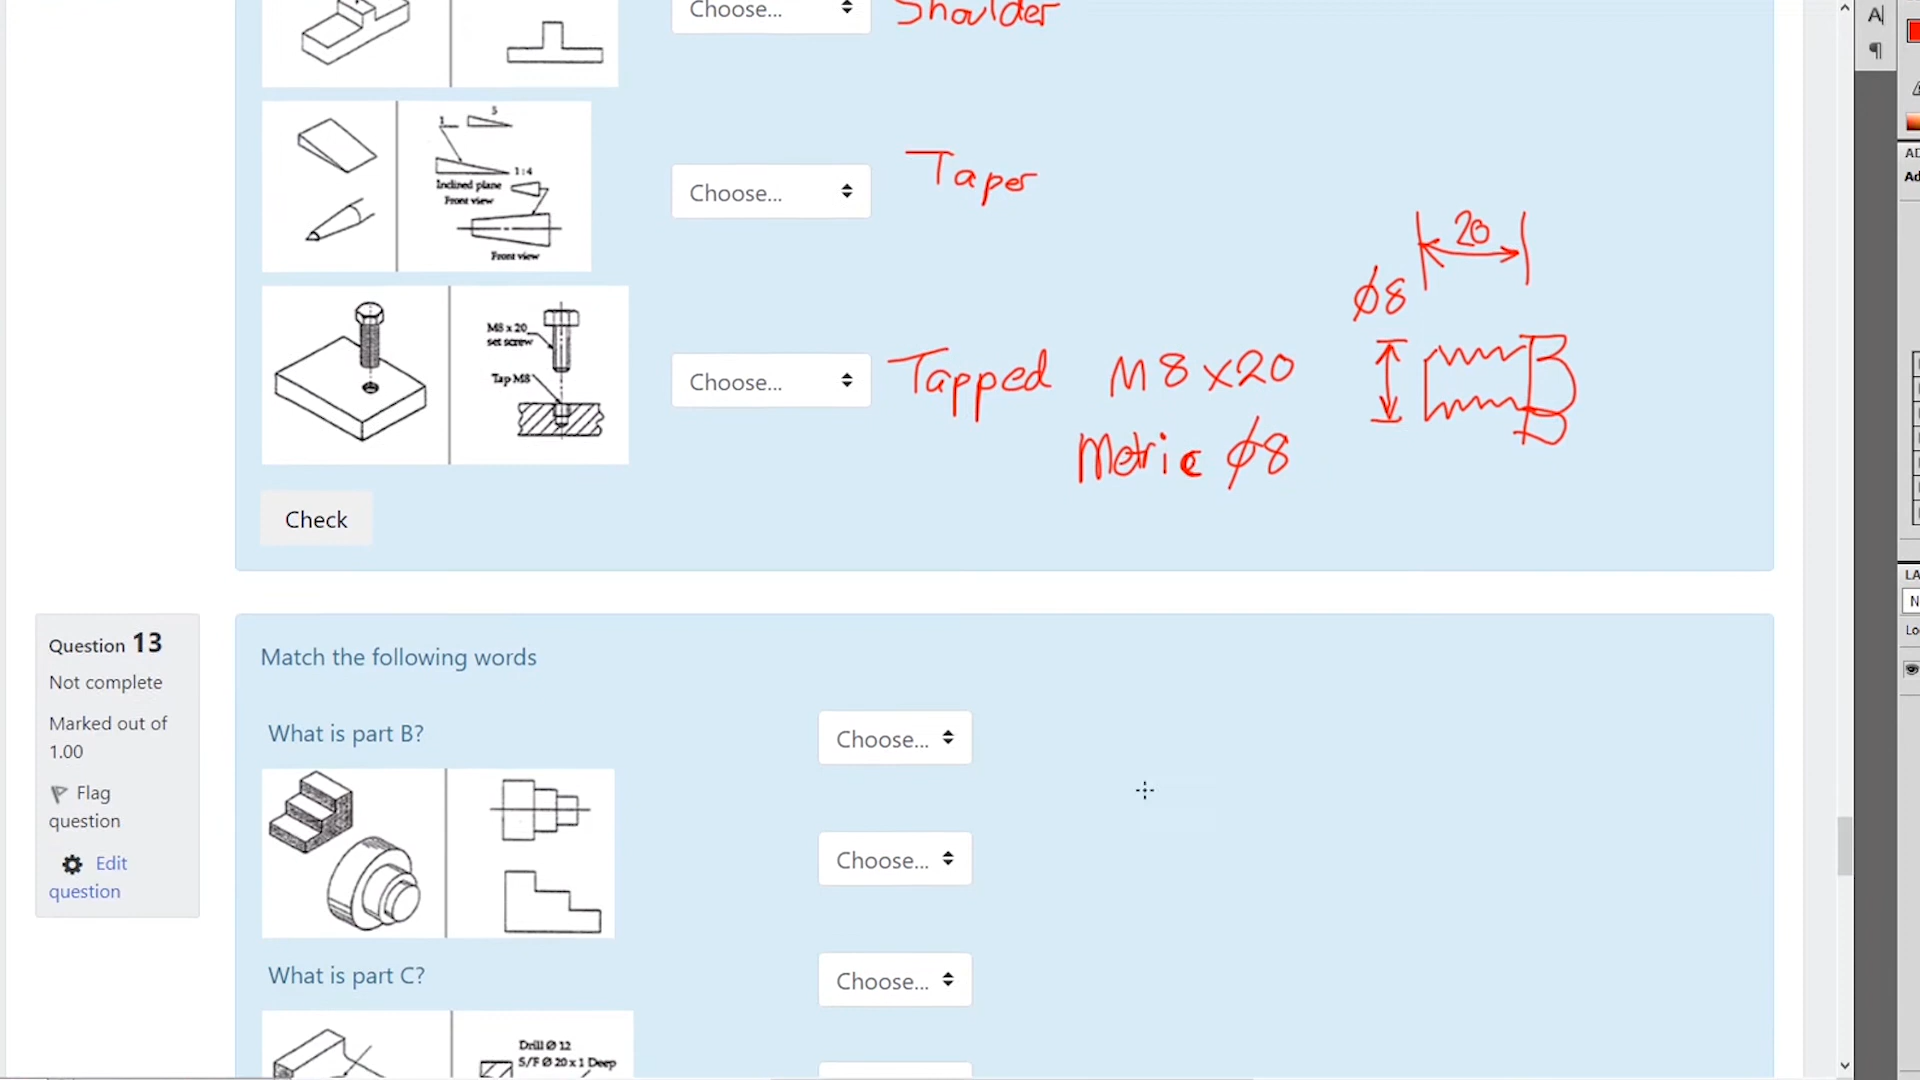 Choose...
Shoulder
1
5
1:4
Inclined plane
Front view
Front view
Choose...
Taper
20
Ø8
M8 x 20
set screw
Tap M8
Choose...
Tapped M8x20
Metric Ø8
Check
Question 13
Not complete
Marked out of
1.00
Flag
question
Edit
question
Match the following words
What is part B?
Choose...
Choose...
What is part C?
Choose...
Drill Ø 12
S/F Ø 20 x 1 Deep
A
¶